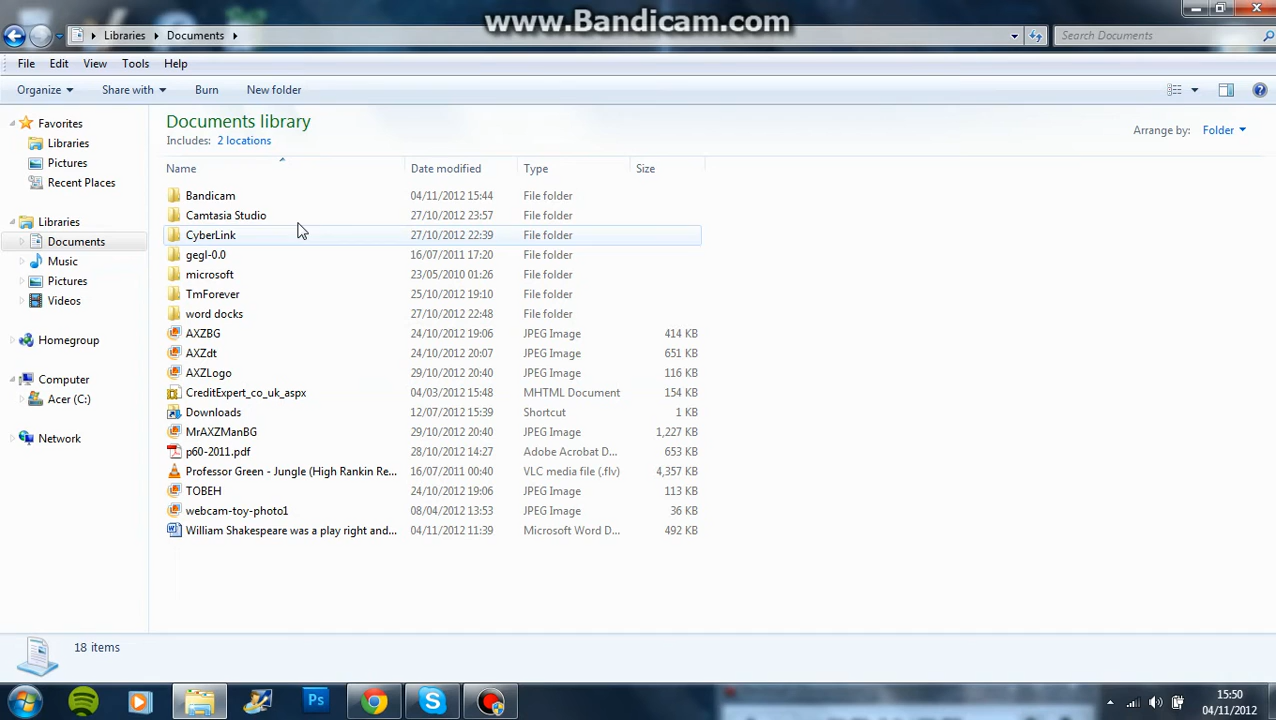 www.Bandicam.com
Libraries Documents
Search Documents
File Edit View Tools Help
Organize Share with Burn New folder
Documents library
Includes: 2 locations
Arrange by: Folder
Name Date modified Type Size
Bandicam 04/11/2012 15:44 File folder
Camtasia Studio 27/10/2012 23:57 File folder
CyberLink 27/10/2012 22:39 File folder
gegl-0.0 16/07/2011 17:20 File folder
microsoft 23/05/2010 01:26 File folder
TmForever 25/10/2012 19:10 File folder
word docks 27/10/2012 22:48 File folder
AXZBG 24/10/2012 19:06 JPEG Image 414 KB
AXZdt 24/10/2012 20:07 JPEG Image 651 KB
AXZLogo 29/10/2012 20:40 JPEG Image 116 KB
CreditExpert_co_uk_aspx 04/03/2012 15:48 MHTML Document 154 KB
Downloads 12/07/2012 15:39 Shortcut 1 KB
MrAXZManBG 29/10/2012 20:40 JPEG Image 1,227 KB
p60-2011.pdf 28/10/2012 14:27 Adobe Acrobat D... 653 KB
Professor Green - Jungle (High Rankin Re... 16/07/2011 00:40 VLC media file (.flv) 4,357 KB
TOBEH 24/10/2012 19:06 JPEG Image 113 KB
webcam-toy-photo1 08/04/2012 13:53 JPEG Image 36 KB
William Shakespeare was a play right and... 04/11/2012 11:39 Microsoft Word D... 492 KB
Favorites
Libraries
Pictures
Recent Places
Libraries
Documents
Music
Pictures
Videos
Homegroup
Computer
Acer (C:)
Network
18 items
Ps
15:50
04/11/2012